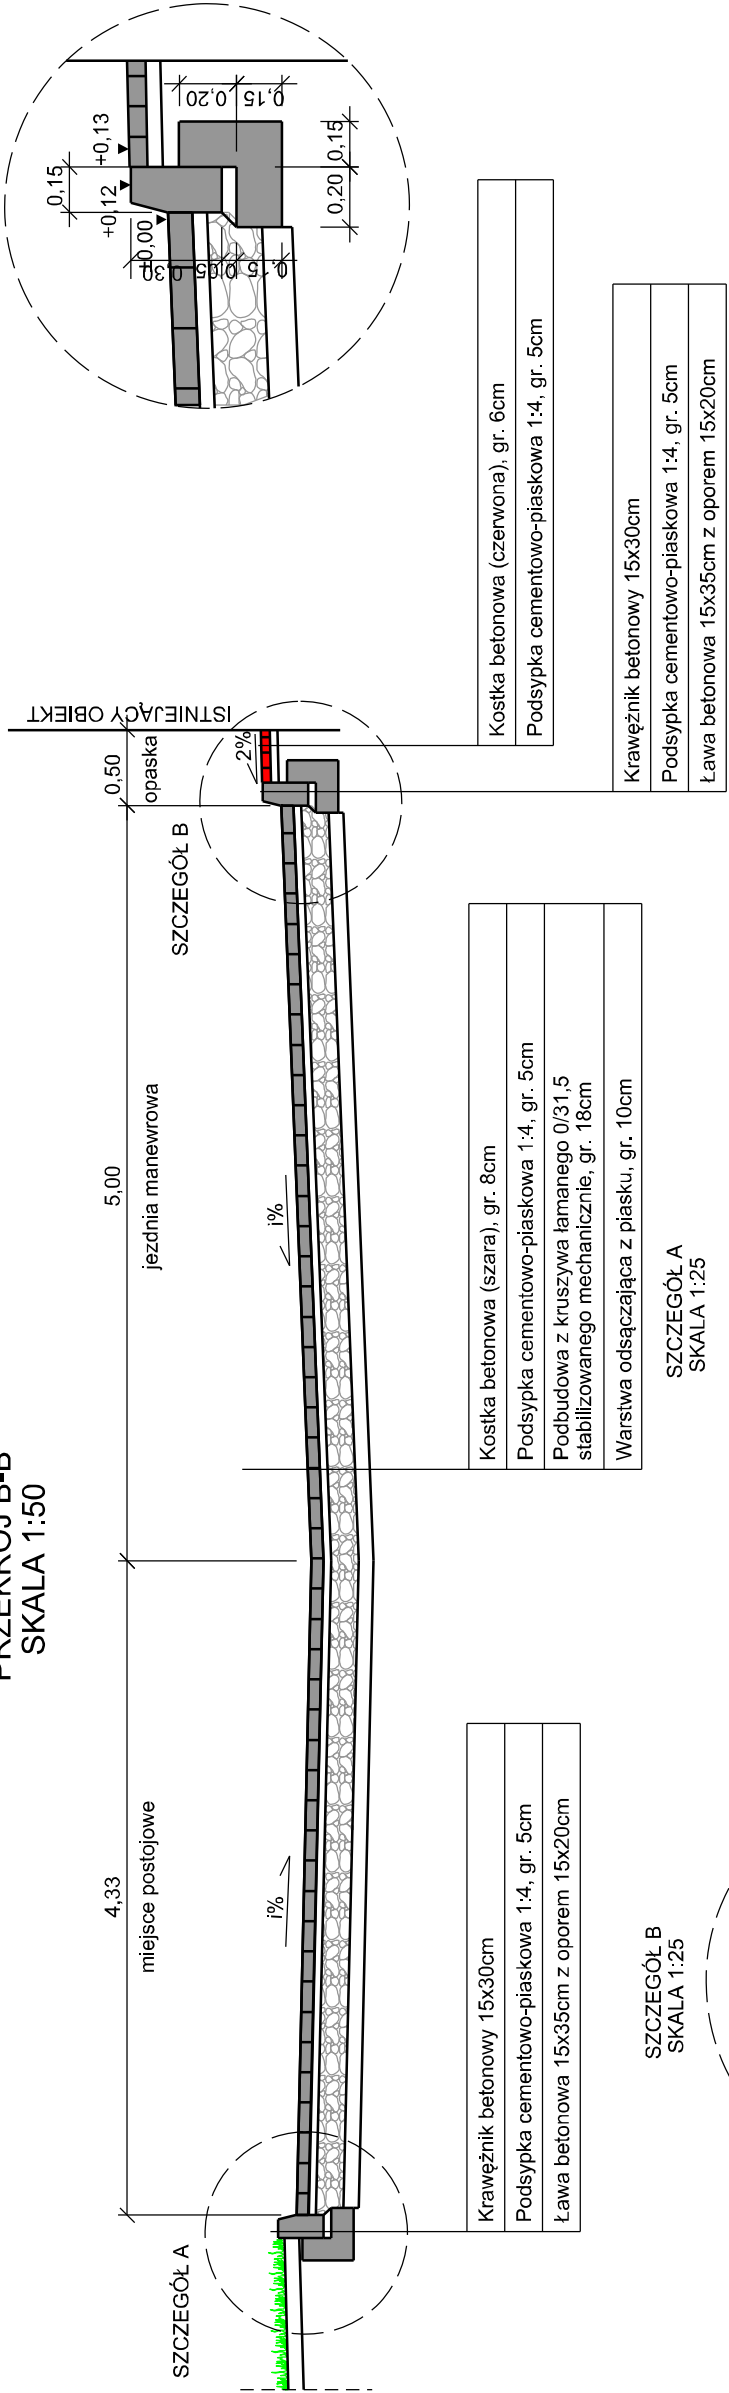 PRZEKRÓJ B-B
SKALA 1:50
SZCZEGÓŁ A
4,33
miejsce postojowe
i%
5,00
jezdnia manewrowa
i%
SZCZEGÓŁ B
0,50
opaska
2%
ISTNIEJĄCY OBIEKT
Krawężnik betonowy 15x30cm
Podsypka cementowo-piaskowa 1:4, gr. 5cm
Ława betonowa 15x35cm z oporem 15x20cm
Kostka betonowa (szara), gr. 8cm
Podsypka cementowo-piaskowa 1:4, gr. 5cm
Podbudowa z kruszywa łamanego 0/31,5
stabilizowanego mechanicznie, gr. 18cm
Warstwa odsączająca z piasku, gr. 10cm
Kostka betonowa (czerwona), gr. 6cm
Podsypka cementowo-piaskowa 1:4, gr. 5cm
Krawężnik betonowy 15x30cm
Podsypka cementowo-piaskowa 1:4, gr. 5cm
Ława betonowa 15x35cm z oporem 15x20cm
SZCZEGÓŁ B
SKALA 1:25
SZCZEGÓŁ A
SKALA 1:25
0,15
+0,12
+0,13
+0,00
0,30
0,05
0,15
0,20
0,15
0,20
0,15